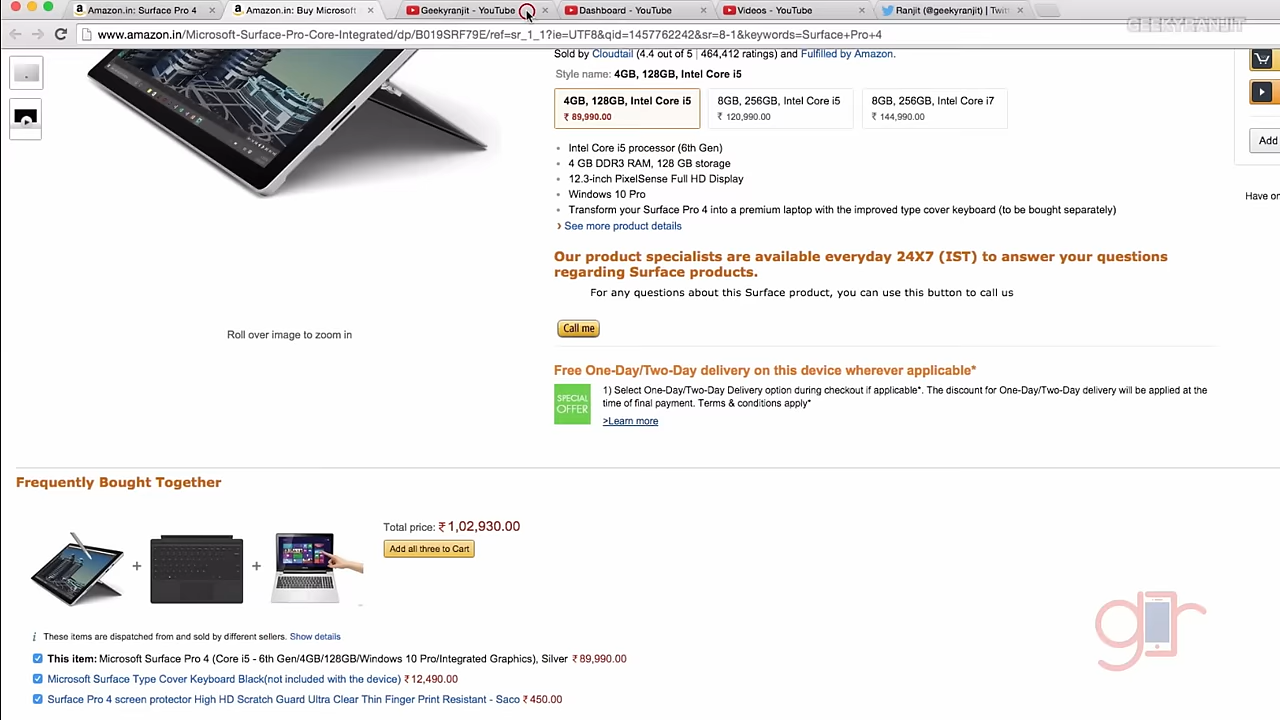 Amazon.in: Surface Pro 4
Amazon.in: Buy Microsoft
Geekyranjit - YouTube
Dashboard - YouTube
Videos - YouTube
Ranjit (@geekyranjit) | Twitt
GEEKYRANJIT
www.amazon.in/Microsoft-Surface-Pro-Core-Integrated/dp/B019SRF79E/ref=sr_1_1?ie=UTF8&qid=1457762242&sr=8-1&keywords=Surface+Pro+4
Sold by Cloudtail (4.4 out of 5 | 464,412 ratings) and Fulfilled by Amazon.
Style name: 4GB, 128GB, Intel Core i5
4GB, 128GB, Intel Core i5
₹ 89,990.00
8GB, 256GB, Intel Core i5
₹ 120,990.00
8GB, 256GB, Intel Core i7
₹ 144,990.00
Add
Intel Core i5 processor (6th Gen)
4 GB DDR3 RAM, 128 GB storage
12.3-inch PixelSense Full HD Display
Windows 10 Pro
Have
Transform your Surface Pro 4 into a premium laptop with the improved type cover keyboard (to be bought separately)
› See more product details
Our product specialists are available everyday 24X7 (IST) to answer your questions
regarding Surface products.
For any questions about this Surface product, you can use this button to call us
Call me
Roll over image to zoom in
Free One-Day/Two-Day delivery on this device wherever applicable*
SPECIAL
OFFER
1) Select One-Day/Two-Day Delivery option during checkout if applicable*. The discount for One-Day/Two-Day delivery will be applied at the
time of final payment. Terms & conditions apply*
>Learn more
Frequently Bought Together
Total price: ₹ 1,02,930.00
Add all three to Cart
+ +
i These items are dispatched from and sold by different sellers. Show details
This item: Microsoft Surface Pro 4 (Core i5 - 6th Gen/4GB/128GB/Windows 10 Pro/Integrated Graphics), Silver ₹ 89,990.00
Microsoft Surface Type Cover Keyboard Black(not included with the device) ₹ 12,490.00
Surface Pro 4 screen protector High HD Scratch Guard Ultra Clear Thin Finger Print Resistant - Saco ₹ 450.00
gr